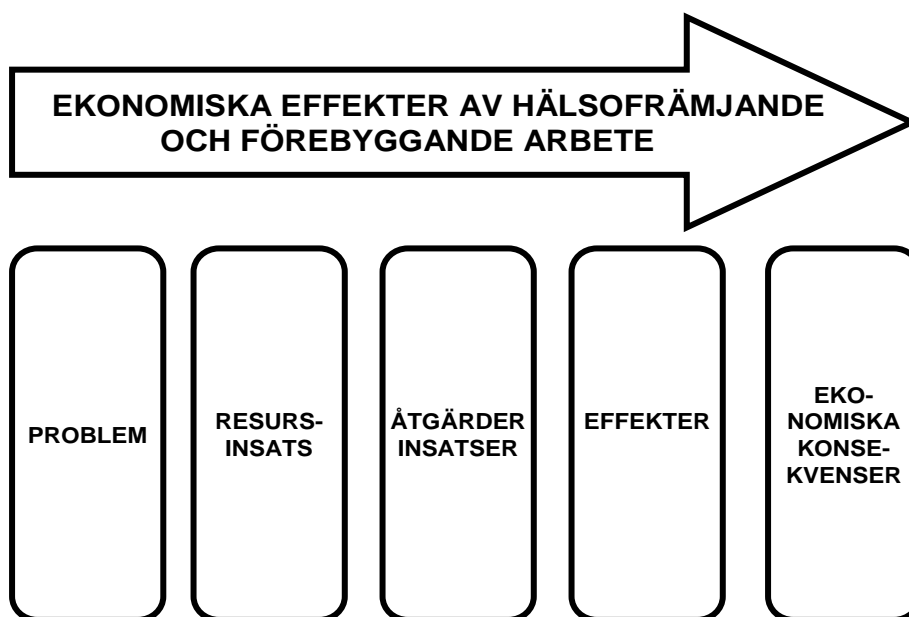 EKONOMISKA EFFEKTER AV HÄLSOFRÄMJANDE
OCH FÖREBYGGANDE ARBETE
PROBLEM
RESURS-
INSATS
ÅTGÄRDER
INSATSER
EFFEKTER
EKO-
NOMISKA
KONSE-
KVENSER